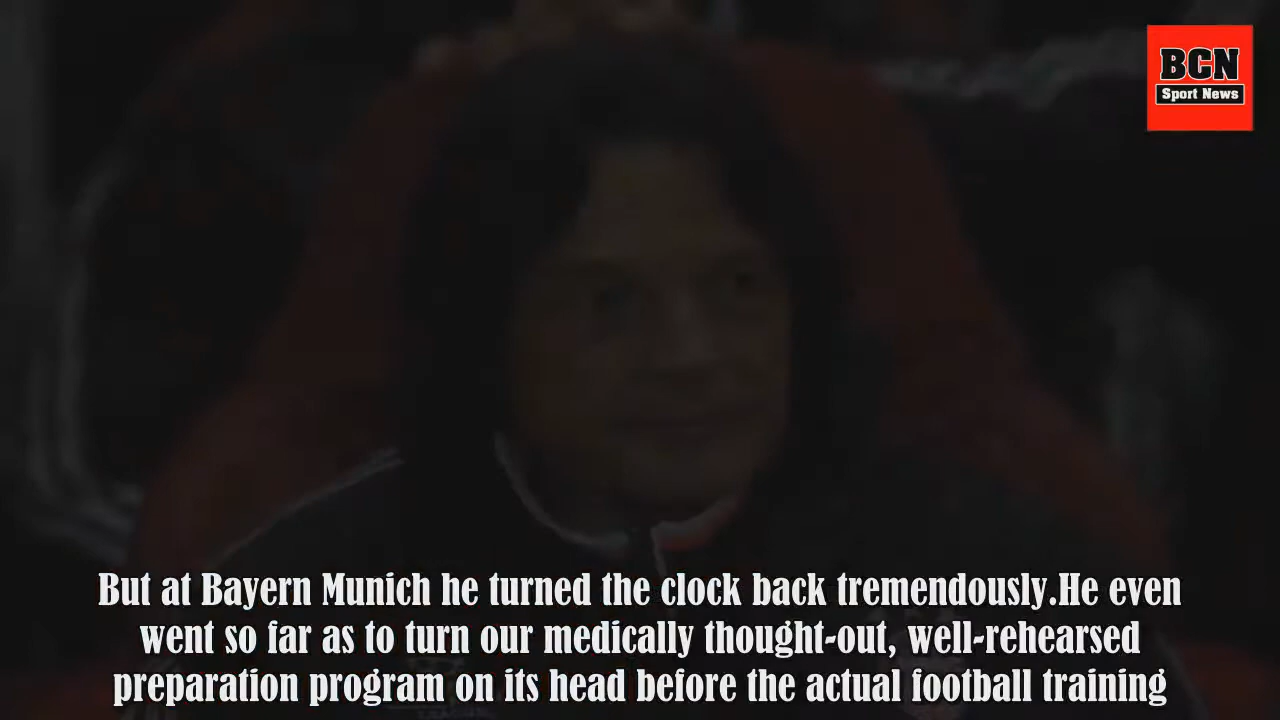 BCN
Sport News
But at Bayern Munich he turned the clock back tremendously.He even
went so far as to turn our medically thought-out, well-rehearsed
preparation program on its head before the actual football training